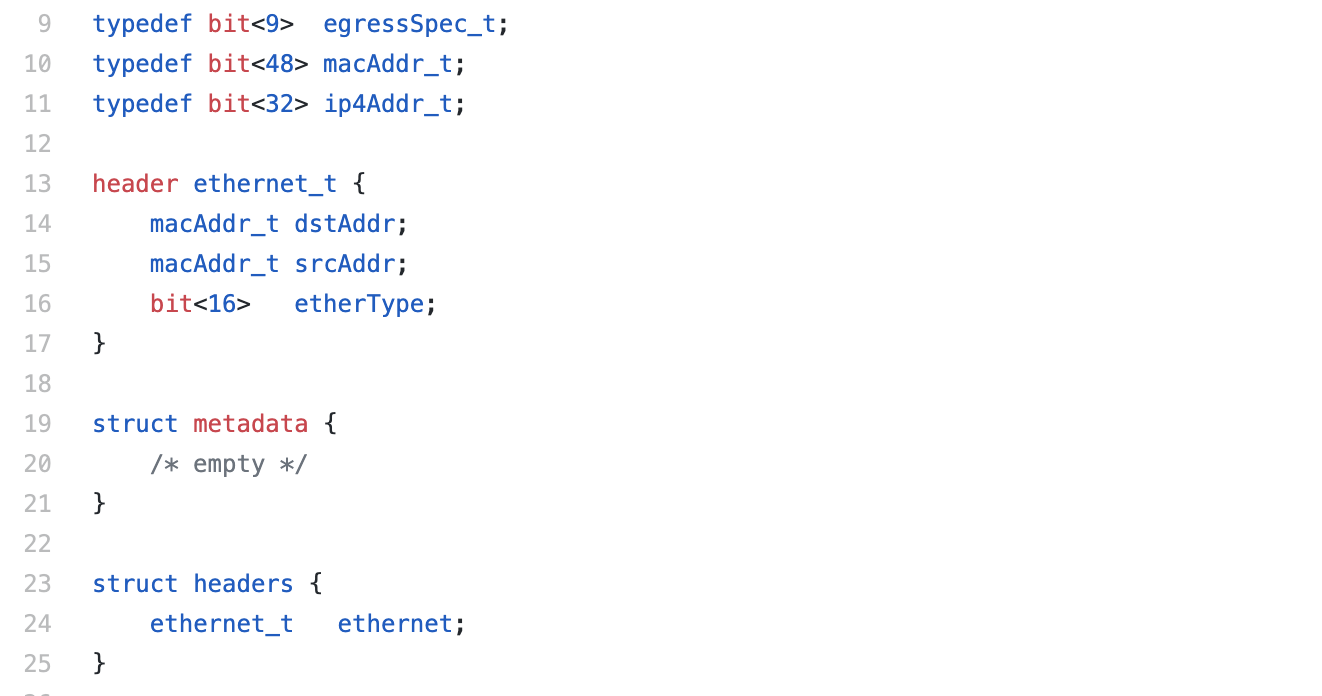 9 typedef bit<9>  egressSpec_t;
10 typedef bit<48> macAddr_t;
11 typedef bit<32> ip4Addr_t;
12
13 header ethernet_t {
14     macAddr_t dstAddr;
15     macAddr_t srcAddr;
16     bit<16>   etherType;
17 }
18
19 struct metadata {
20     /* empty */
21 }
22
23 struct headers {
24     ethernet_t   ethernet;
25 }